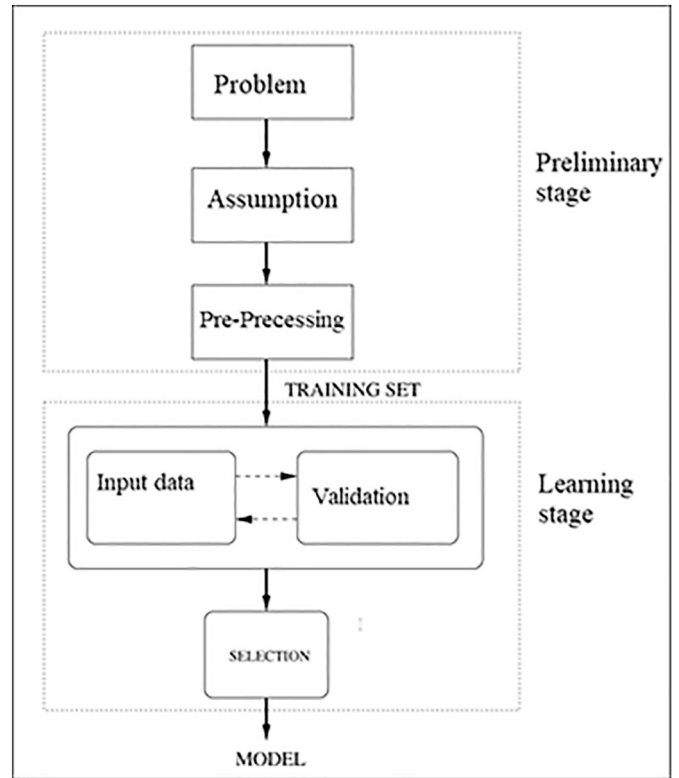 Problem
Preliminary
stage
Assumption
Pre-Precessing
TRAINING SET
Input data
Validation
Learning
stage
SELECTION
MODEL